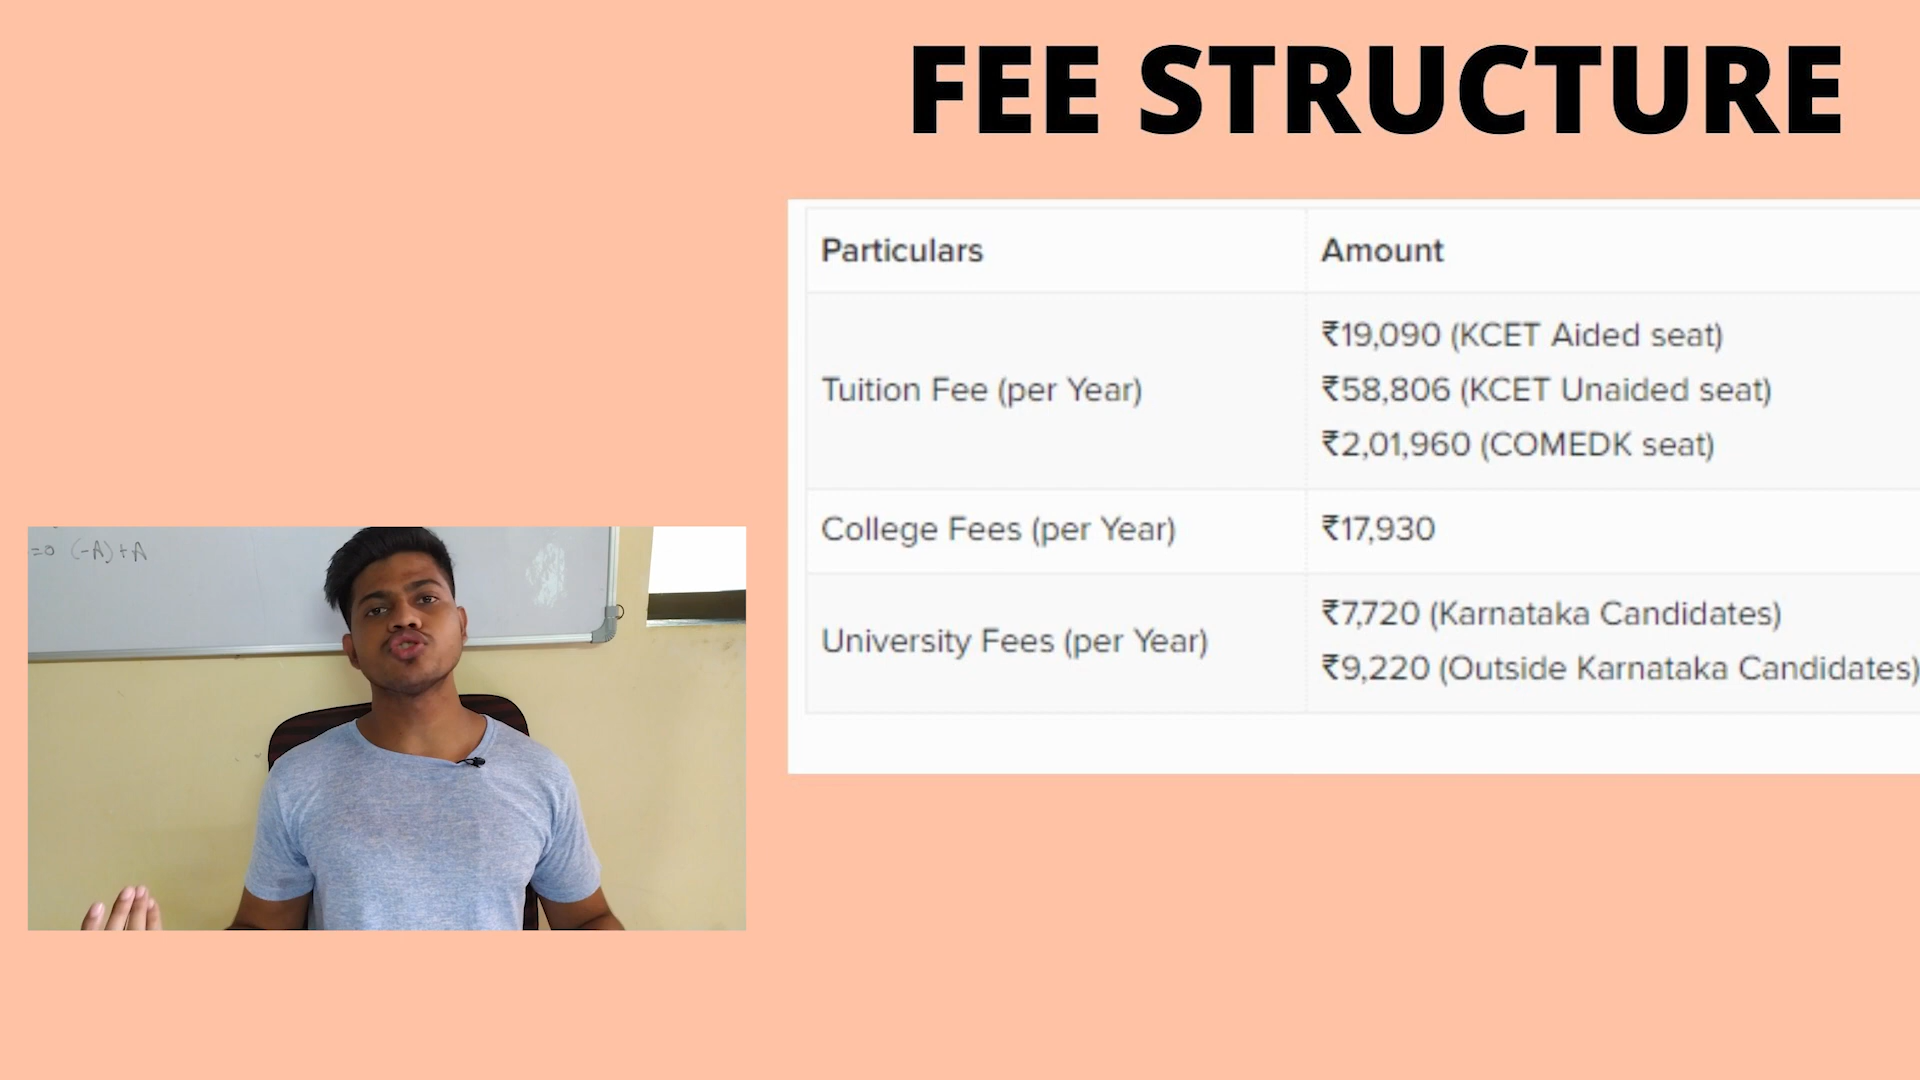 FEE STRUCTURE
Particulars
Amount
Tuition Fee (per Year)
₹19,090 (KCET Aided seat)
₹58,806 (KCET Unaided seat)
₹2,01,960 (COMEDK seat)
College Fees (per Year)
₹17,930
University Fees (per Year)
₹7,720 (Karnataka Candidates)
₹9,220 (Outside Karnataka Candidates)
=0 (-A)+A